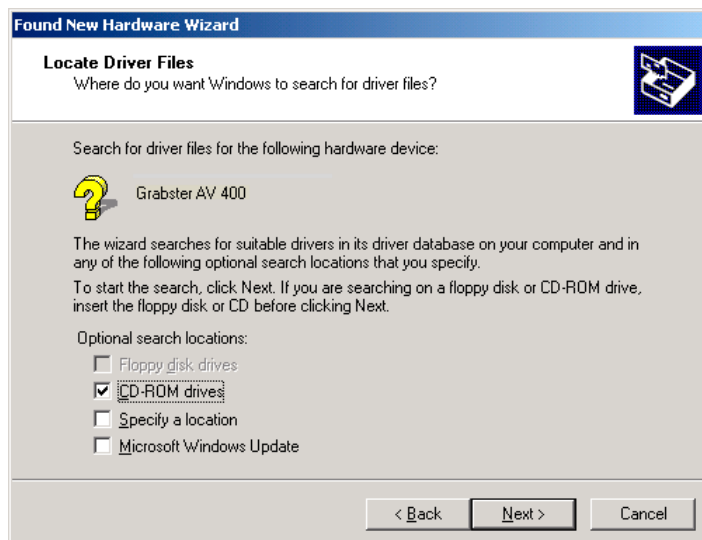 Found New Hardware Wizard
Locate Driver Files
Where do you want Windows to search for driver files?
Search for driver files for the following hardware device:
Grabster AV 400
The wizard searches for suitable drivers in its driver database on your computer and in
any of the following optional search locations that you specify.
To start the search, click Next. If you are searching on a floppy disk or CD-ROM drive,
insert the floppy disk or CD before clicking Next.
Optional search locations:
Floppy disk drives
CD-ROM drives
Specify a location
Microsoft Windows Update
< Back
Next >
Cancel